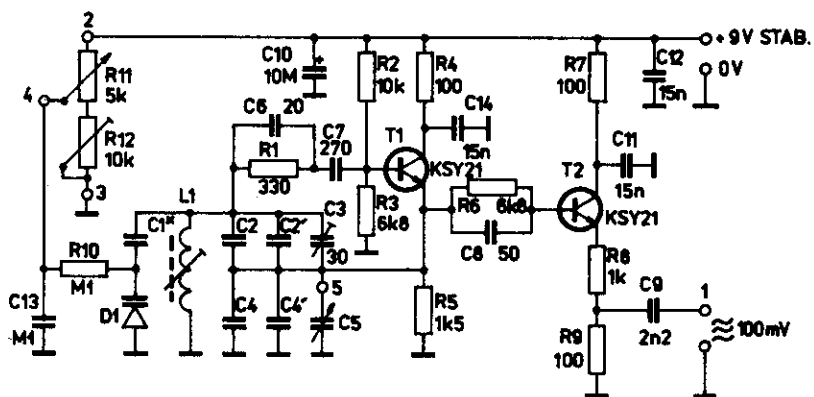 2
+9V STAB.
0V
R11
5k
4
R12
10k
3
C10
10M
+
R2
10k
R4
100
R7
100
C12
15n
C6
20
R1
330
C7
270
T1
KSY21
C14
15n
C11
15n
T2
KSY21
L1
C1*
C2
C2'
C3
30
R3
6k8
R6
6k8
C8
50
R10
M1
C13
M1
D1
C4
C4'
5
C5
R5
1k5
R8
1k
C9
2n2
1
≈ 100mV
R9
100